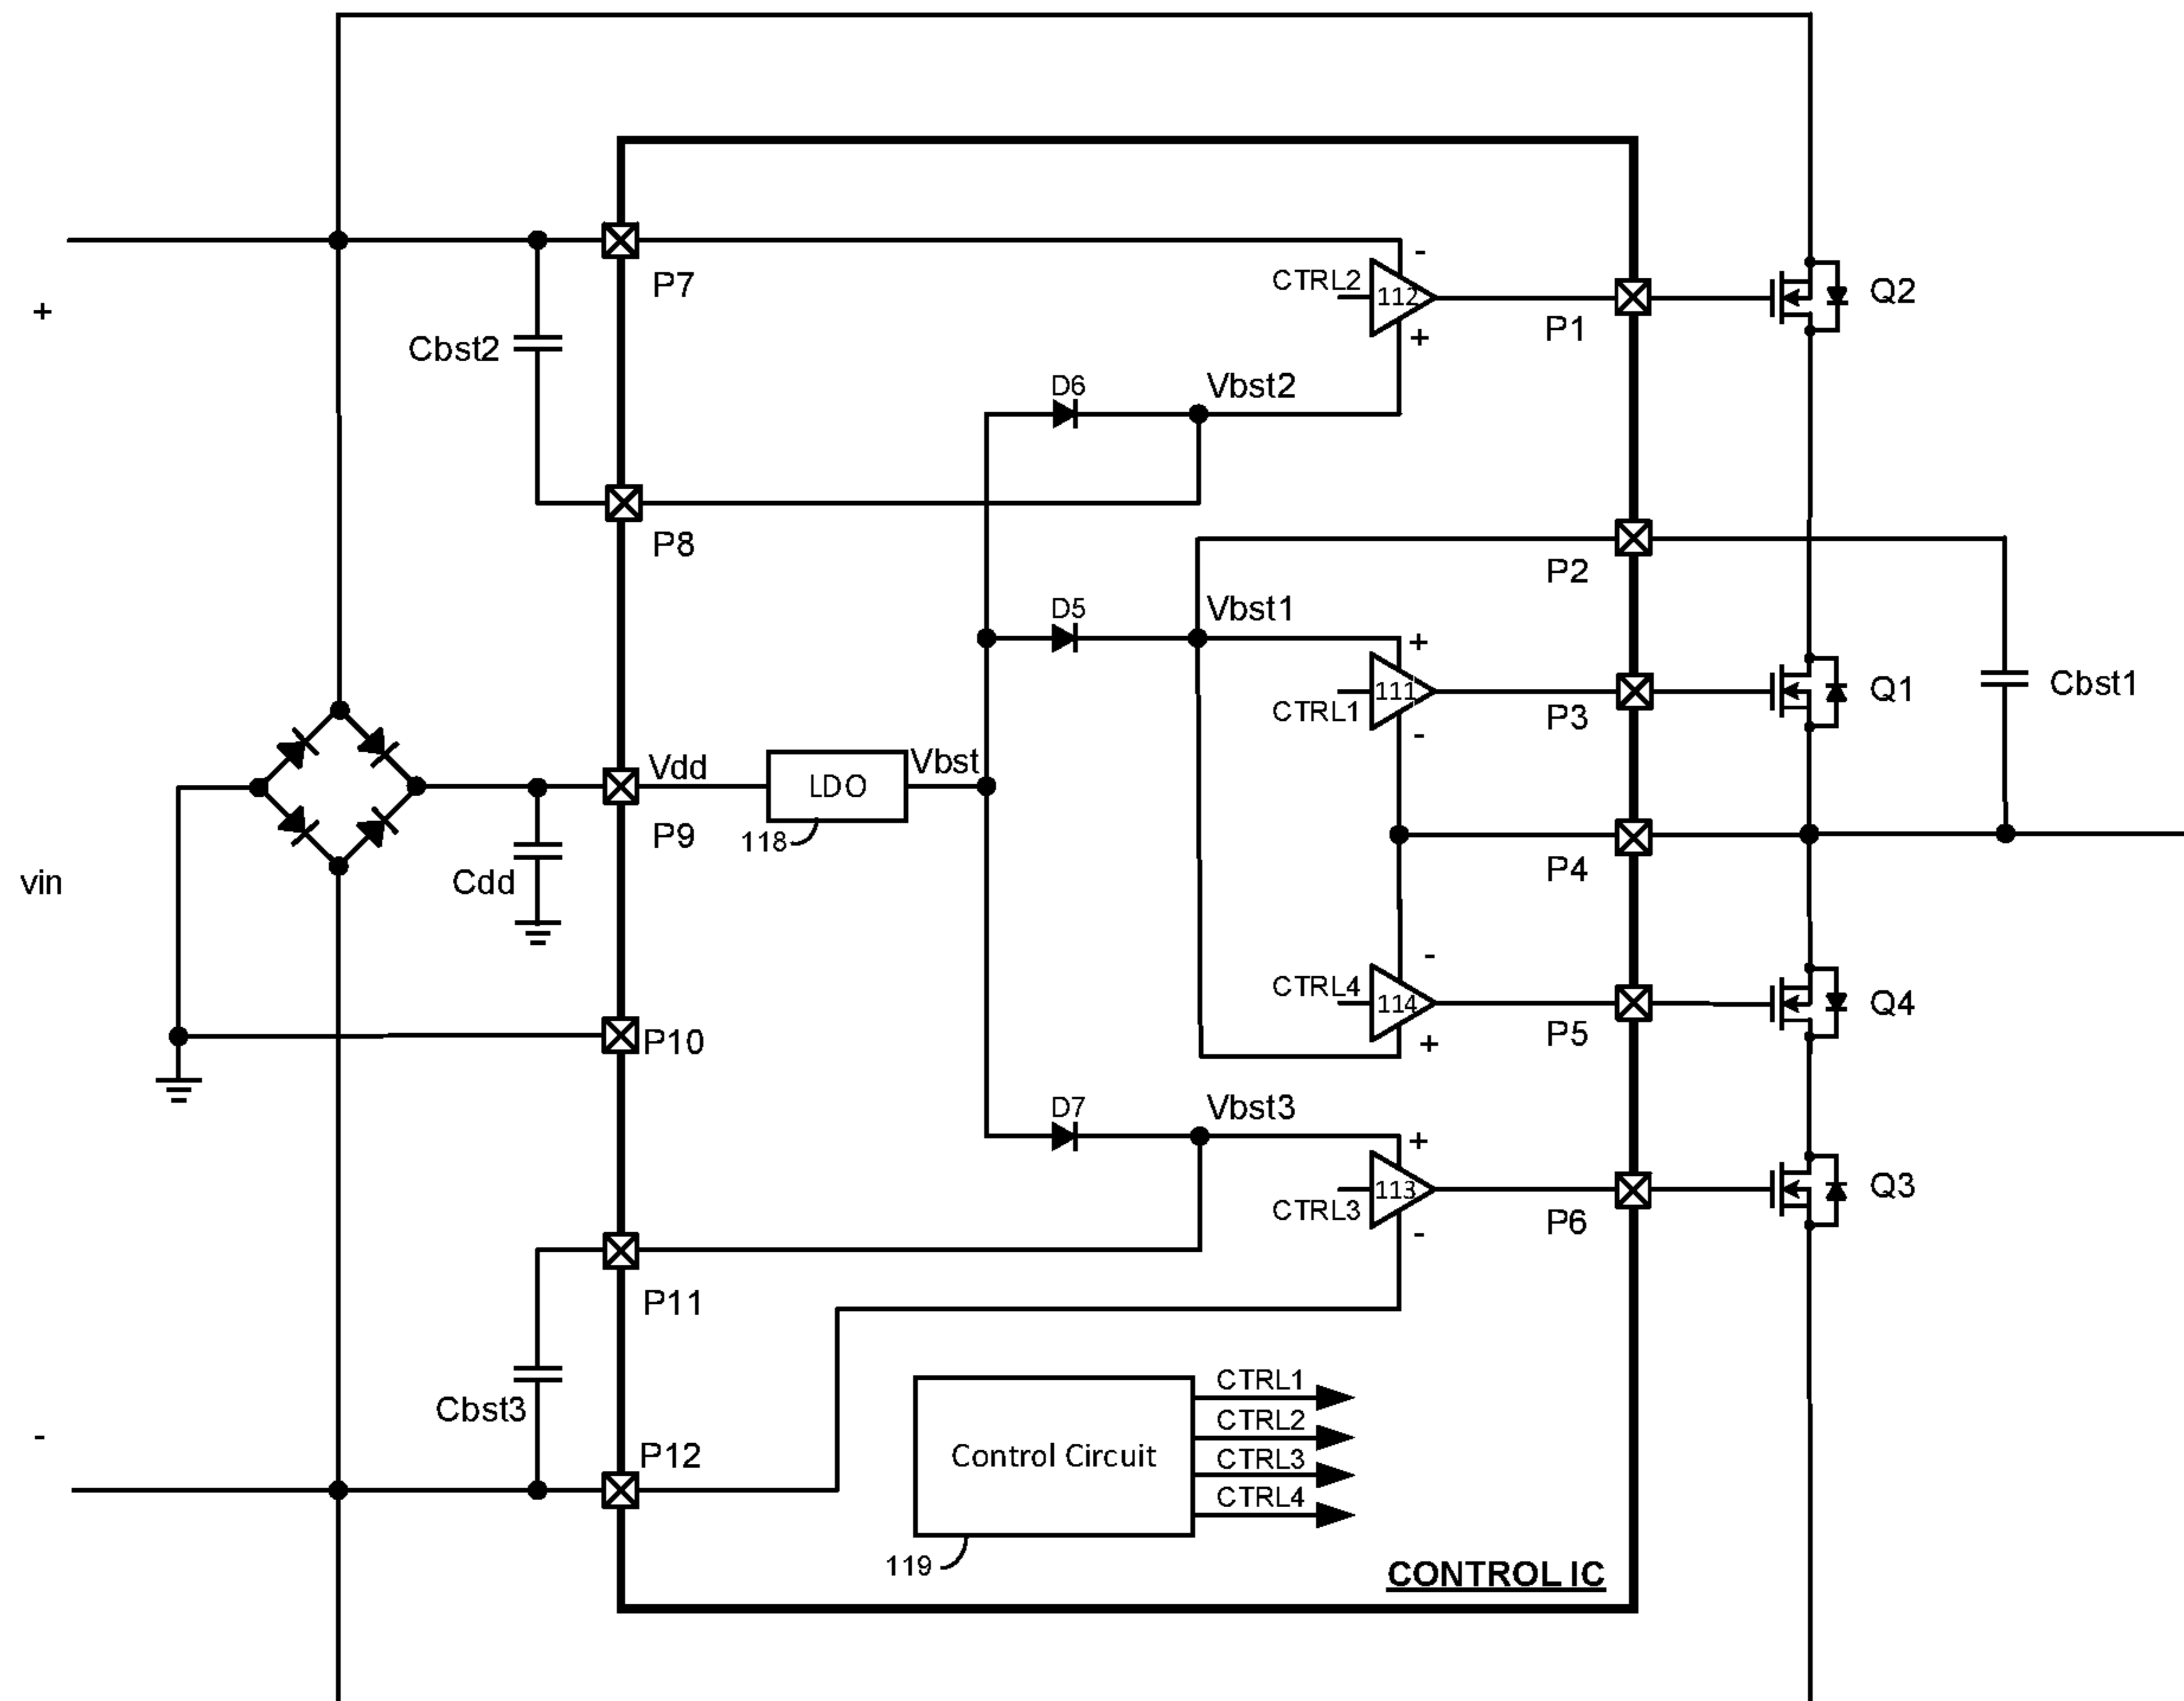 P7
CTRL2
-
112
+
P1
Q2
+
Cbst2
D6
Vbst2
P8
P2
D5
Vbst1
+
111
CTRL1
-
P3
Q1
Cbst1
Vdd
LDO
Vbst
P9
118
P4
vin
Cdd
-
CTRL4
114
+
P5
Q4
P10
D7
Vbst3
+
113
CTRL3
-
P6
Q3
P11
Cbst3
-
P12
Control Circuit
CTRL1
CTRL2
CTRL3
CTRL4
119
CONTROL IC